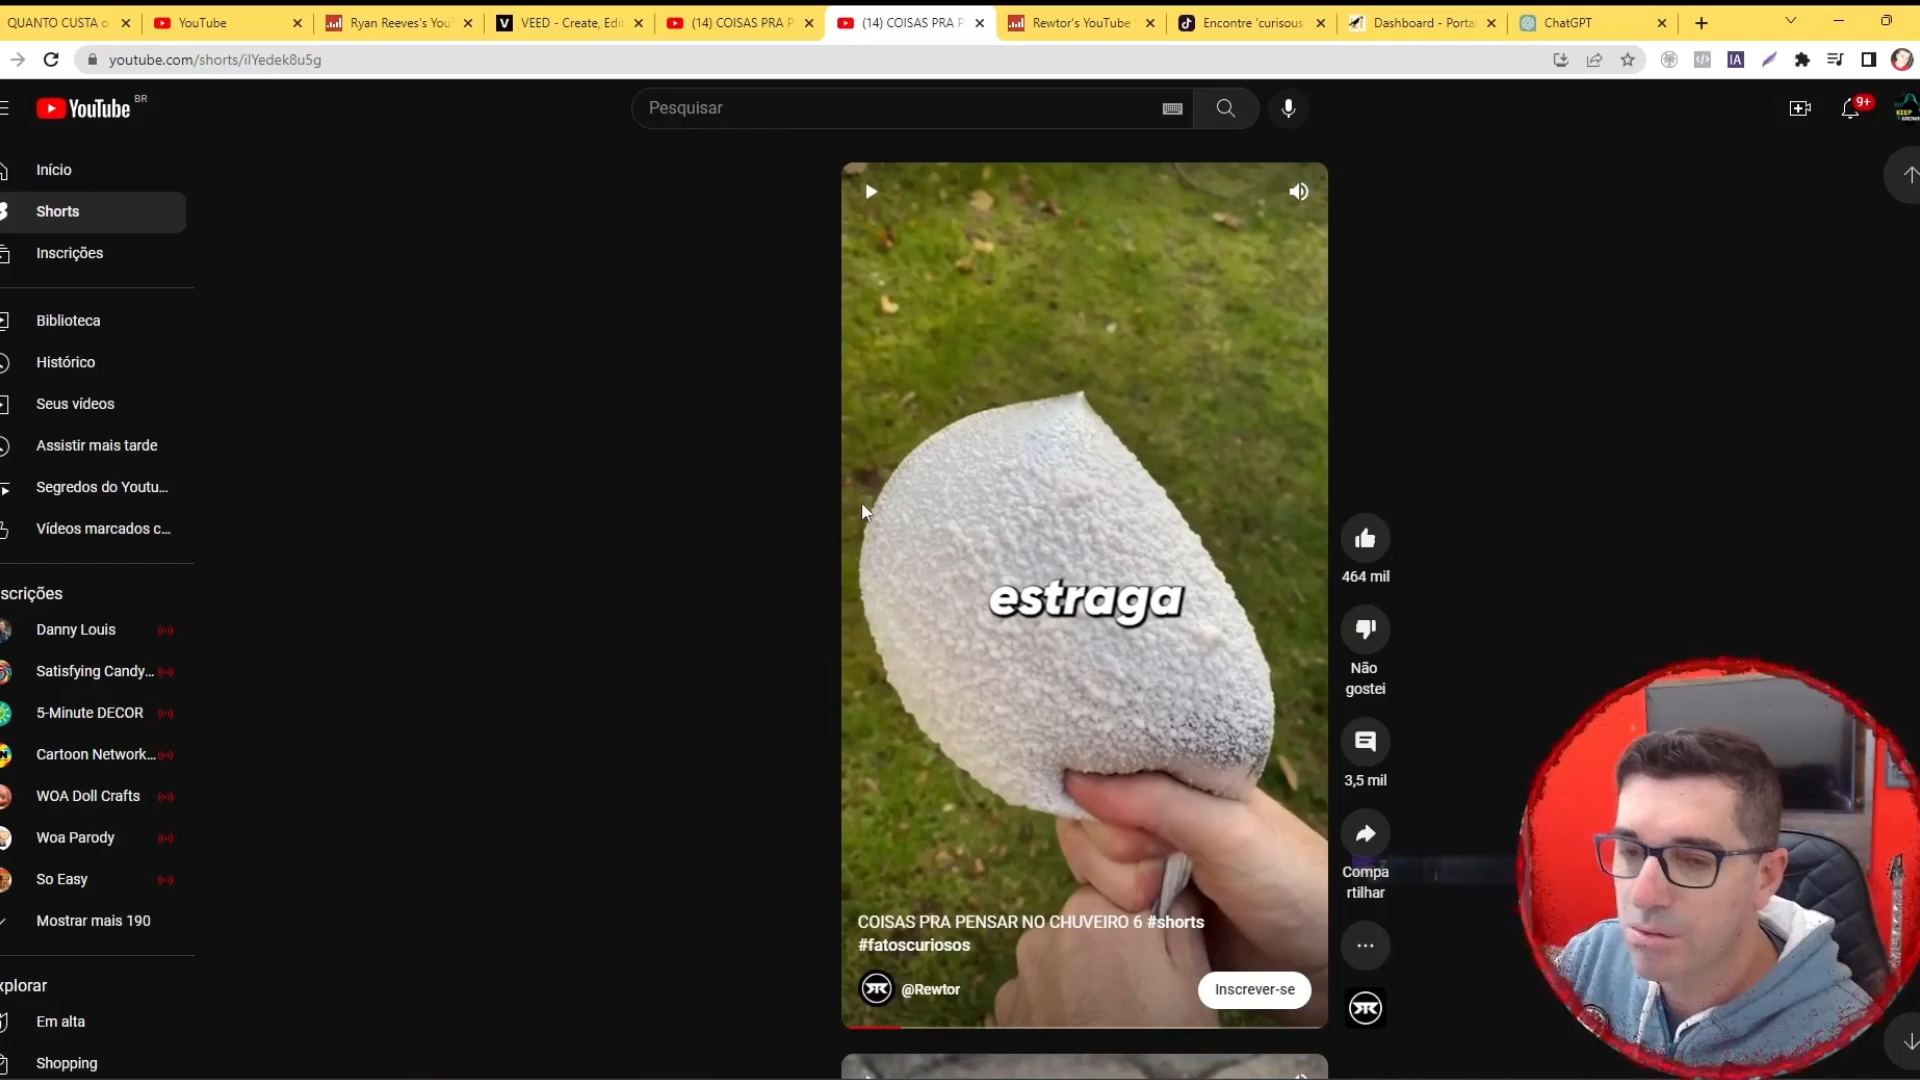 QUANTO CUSTA o
YouTube
Ryan Reeves's You
VEED - Create, Edi
(14) COISAS PRA P
(14) COISAS PRA P
Rewtor's YouTube
Encontre 'curisous
Dashboard - Porta
ChatGPT
youtube.com/shorts/ilYedek8u5g
IA
YouTube
BR
Pesquisar
9+
Início
Shorts
Inscrições
Biblioteca
Histórico
Seus vídeos
Assistir mais tarde
Segredos do Youtu...
Vídeos marcados c...
scrições
Danny Louis
Satisfying Candy...
5-Minute DECOR
Cartoon Network...
WOA Doll Crafts
Woa Parody
So Easy
Mostrar mais 190
xplorar
Em alta
Shopping
estraga
COISAS PRA PENSAR NO CHUVEIRO 6 #shorts
#fatoscuriosos
@Rewtor
Inscrever-se
464 mil
Não
gostei
3,5 mil
Compa
rtilhar